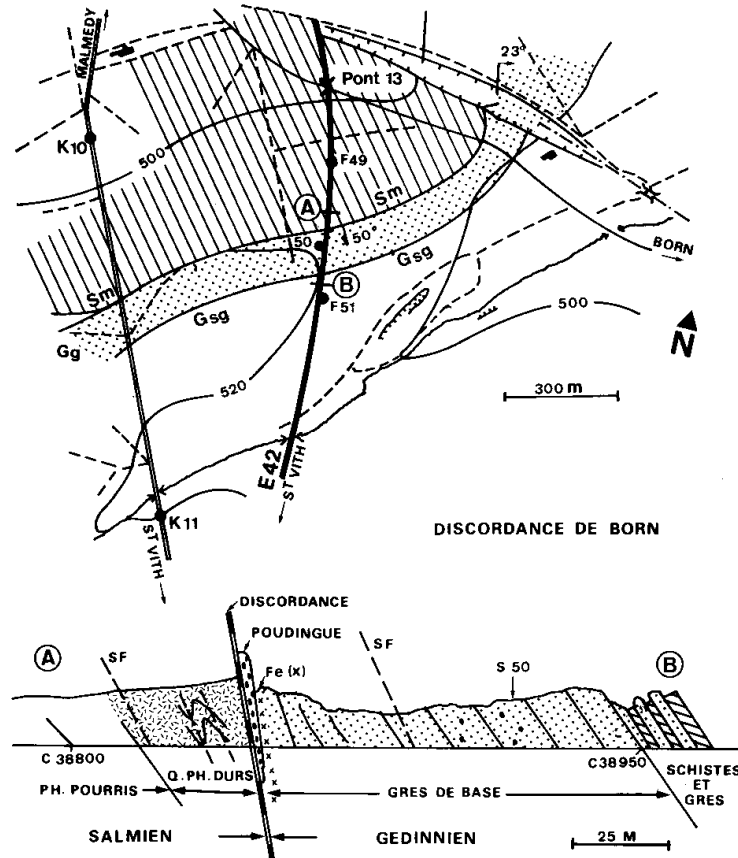 MALMEDY
23°
Pont 13
K10
500
F49
A
Sm
50
50°
BORN
Gsg
B
F51
Sm
Gsg
500
Gg
N
520
300 m
E42
ST VITH
K11
DISCORDANCE DE BORN
ST VITH
DISCORDANCE
POUDINGUE
A
SF
Fe (x)
SF
S 50
B
C 38800
C38950
Q. PH. DURS
SCHISTES
PH. POURRIS
GRES DE BASE
ET
GRES
SALMIEN
GEDINNIEN
25 M